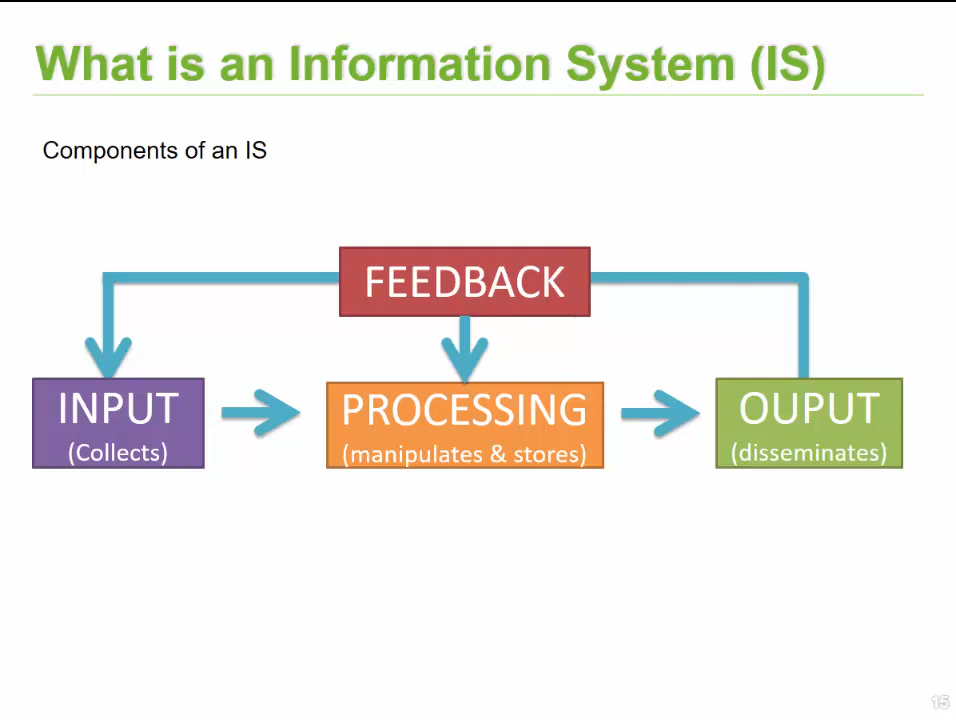 What is an Information System (IS)
Components of an IS
FEEDBACK
INPUT
(Collects)
PROCESSING
(manipulates & stores)
OUPUT
(disseminates)
15